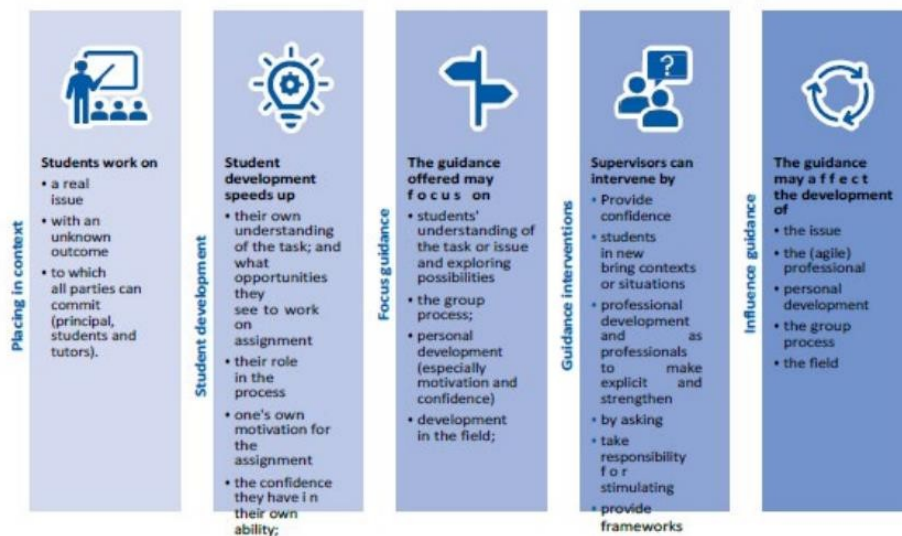 Placing in context
Students work on
• a real
issue
• with an
unknown
outcome
• to which
all parties can
commit
(principal,
students and
tutors).
Student development
Student
development
speeds up
• their own
understanding
of the task; and
what
opportunities
they
see to work
on
assignment
• their role
in the
process
• one's own
motivation for
the
assignment
• the confidence
they have i n
their own
ability;
Focus guidance
The guidance
offered may
f o c u s o n
• students'
understanding of
the task or issue
and exploring
possibilities
• the group
process;
• personal
development
(especially
motivation and
confidence)
• development
in the field;
Guidance interventions
?
Supervisors can
intervene by
• Provide
confidence
• students
in new
bring contexts
or situations
• professional
development
and as
professionals
to make
explicit and
strengthen
• by asking
• take
responsibility
f o r
stimulating
• provide
frameworks
Influence guidance
The guidance
may a f f e c t
the development
of
• the issue
• the (agile)
professional
• personal
development
• the group
process
• the field